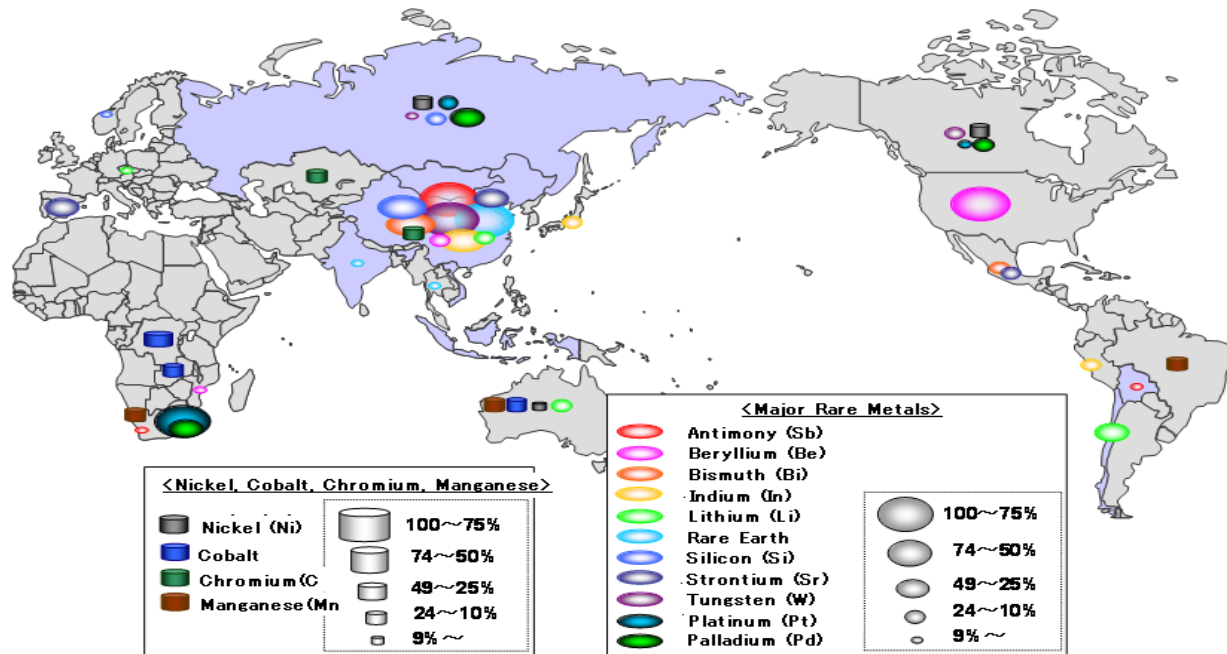 <Nickel, Cobalt, Chromium, Manganese>
Nickel (Ni)
Cobalt
Chromium(C
Manganese(Mn
100～75%
74～50%
49～25%
24～10%
9%～
<Major Rare Metals>
Antimony (Sb)
Beryllium (Be)
Bismuth (Bi)
Indium (In)
Lithium (Li)
Rare Earth
Silicon (Si)
Strontium (Sr)
Tungsten (W)
Platinum (Pt)
Palladium (Pd)
100～75%
74～50%
49～25%
24～10%
9%～